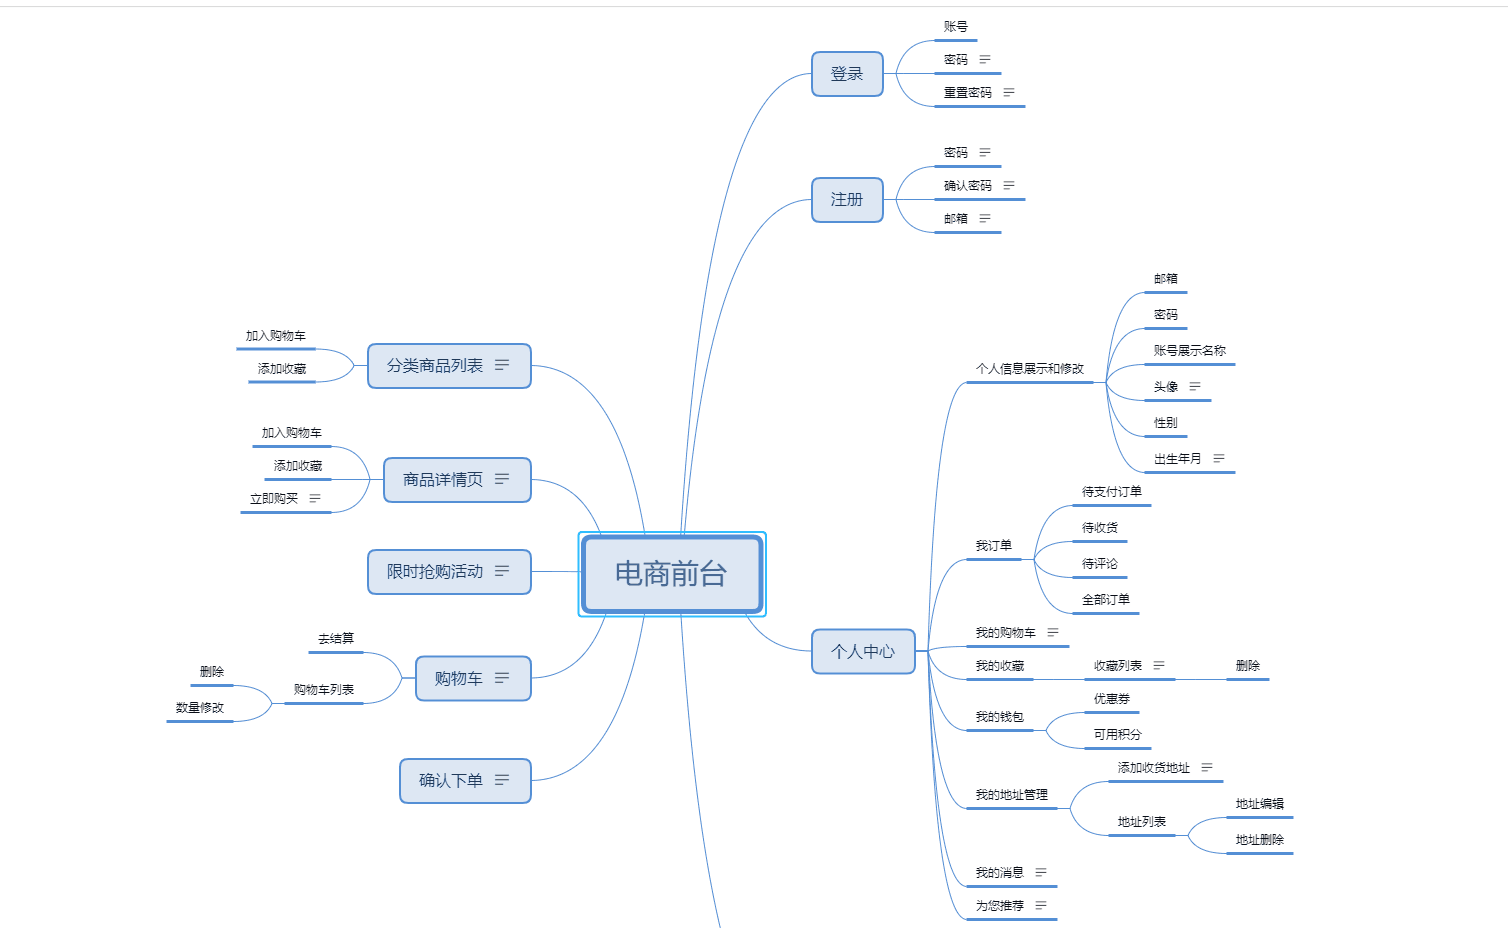 登录
账号
密码
重置密码
注册
密码
确认密码
邮箱
分类商品列表
加入购物车
添加收藏
商品详情页
加入购物车
添加收藏
立即购买
限时抢购活动
电商前台
购物车
去结算
购物车列表
删除
数量修改
确认下单
个人中心
个人信息展示和修改
邮箱
密码
账号展示名称
头像
性别
出生年月
我订单
待支付订单
待收货
待评论
全部订单
我的购物车
我的收藏
收藏列表
删除
我的钱包
优惠券
可用积分
我的地址管理
添加收货地址
地址列表
地址编辑
地址删除
我的消息
为您推荐